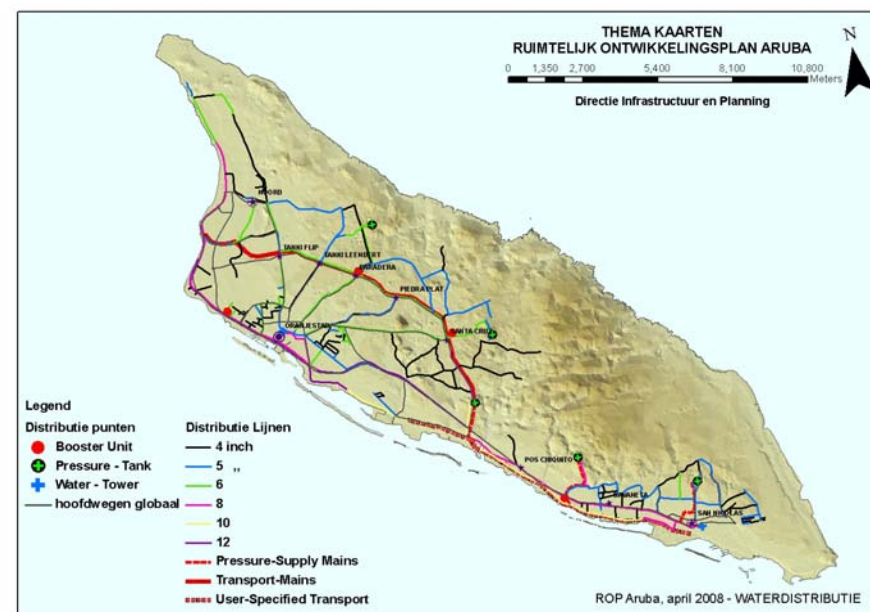 THEMA KAARTEN
RUIMTELIJK ONTWIKKELINGSPLAN ARUBA
N
0 1,350 2,700 5,400 8,100 10,800
Meters
Directie Infrastructuur en Planning
NOORD
TANKI FLIP
TANKI LEENDERT
PARADERA
PIEDRA PLAT
ORANJESTAD
SANTA CRUZ
POS CHIQUITO
SAVANETA
SAN NICOLAS
Legend
Distributie punten
Booster Unit
Pressure - Tank
Water - Tower
hoofdwegen globaal
Distributie Lijnen
4 inch
5 ,,
6
8
10
12
Pressure-Supply Mains
Transport-Mains
User-Specified Transport
ROP Aruba, april 2008 - WATERDISTRIBUTIE